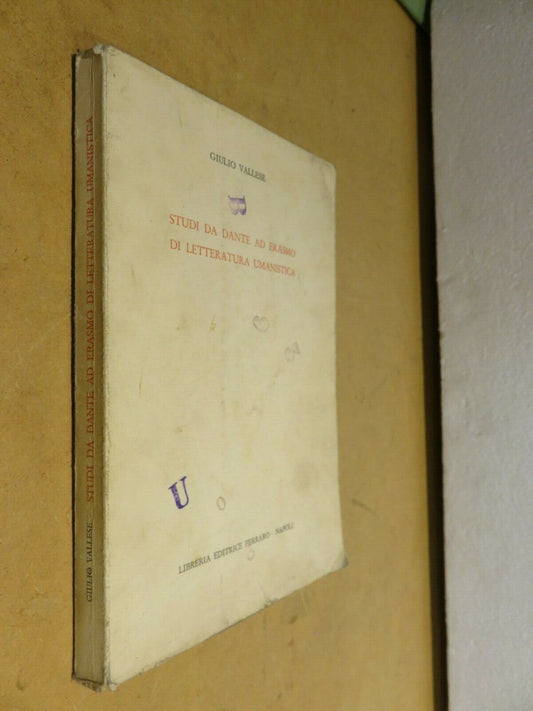 GIULIO VALLESE
B
STUDI DA DANTE AD ERASMO
DI LETTERATURA UMANISTICA
U
LIBRERIA EDITRICE FERRARO - NAPOLI
GIULIO VALLESE - STUDI DA DANTE AD ERASMO DI LETTERATURA UMANISTICA